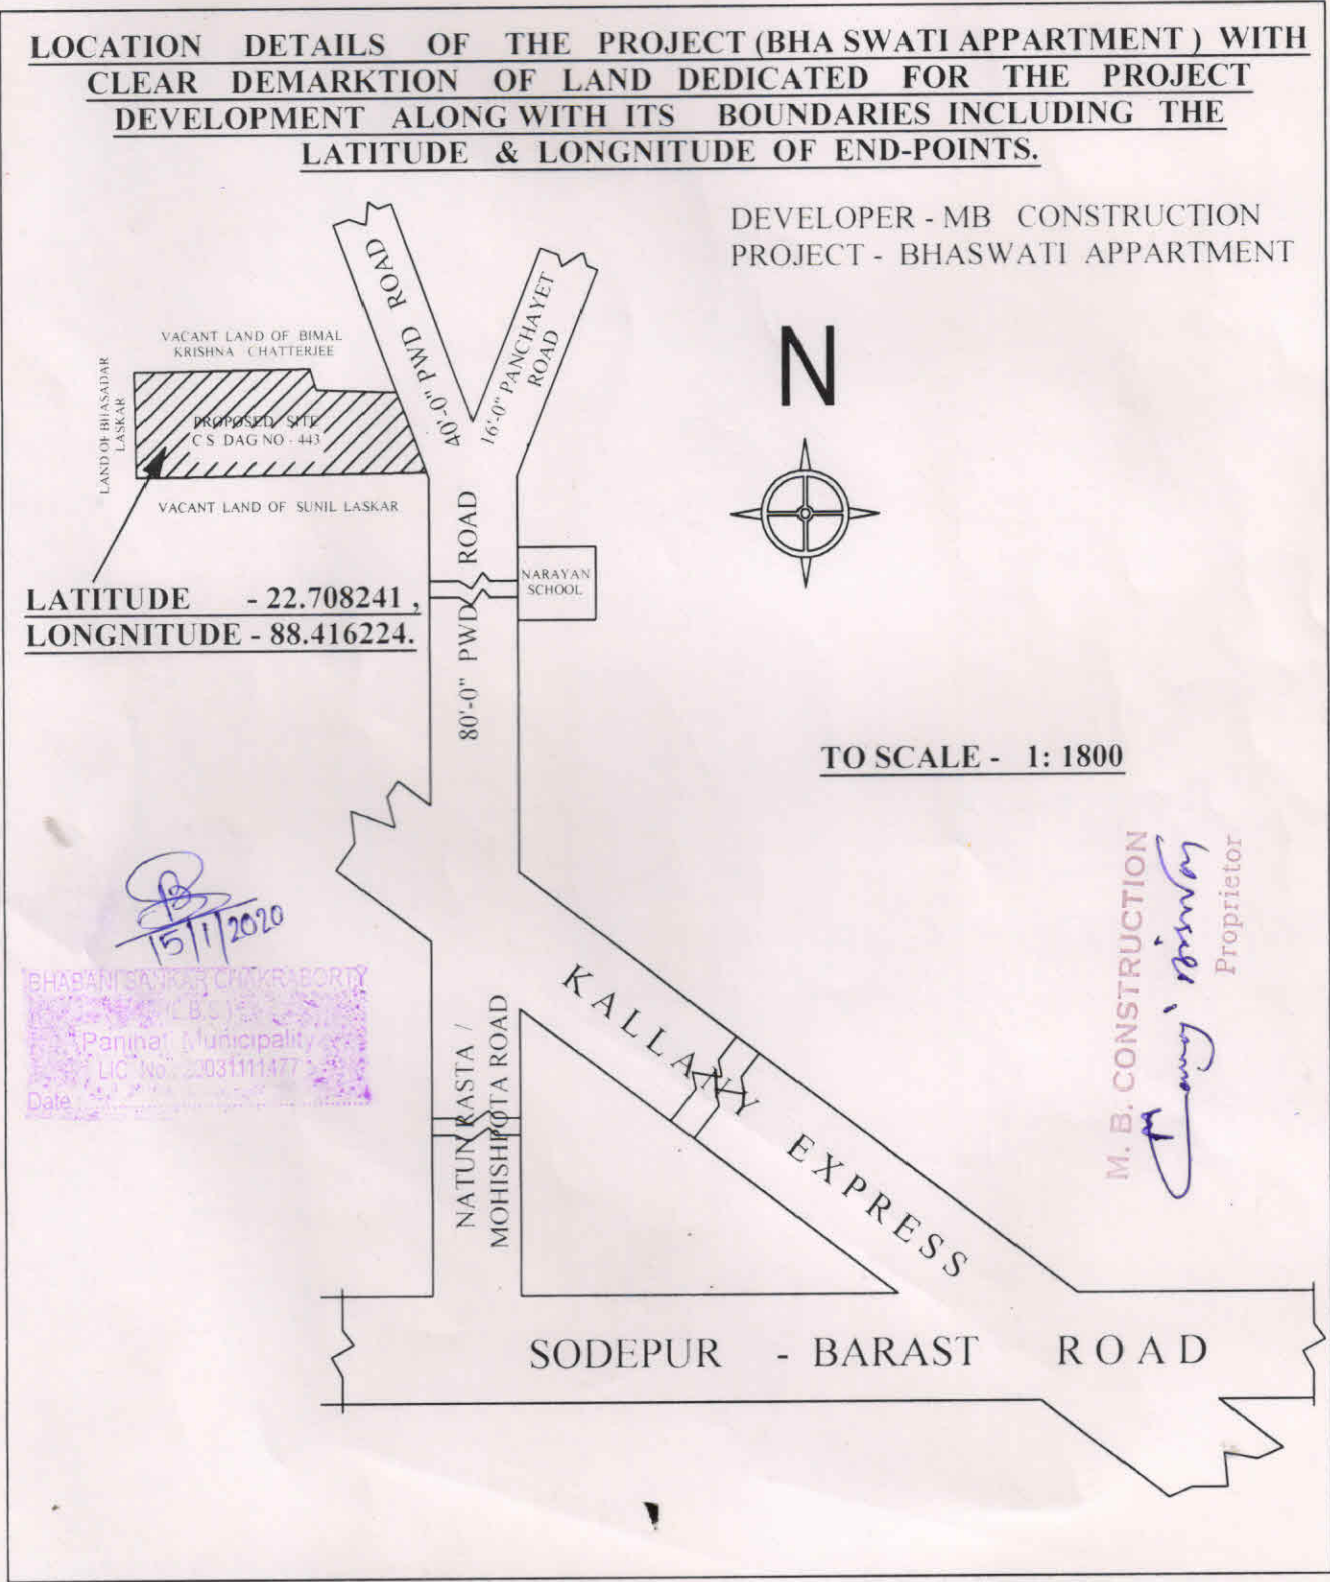 LOCATION DETAILS OF THE PROJECT (BHA SWATI APPARTMENT ) WITH
CLEAR DEMARKTION OF LAND DEDICATED FOR THE PROJECT
DEVELOPMENT ALONG WITH ITS BOUNDARIES INCLUDING THE
LATITUDE & LONGNITUDE OF END-POINTS.
DEVELOPER - MB CONSTRUCTION
PROJECT - BHASWATI APPARTMENT
40'-0" PWD ROAD
16'-0" PANCHAYET
ROAD
VACANT LAND OF BIMAL
KRISHNA CHATTERJEE
LAND OF BHASADAR
LASKAR
PROPOSED SITE
C S DAG NO - 443
VACANT LAND OF SUNIL LASKAR
N
LATITUDE - 22.708241 ,
LONGNITUDE - 88.416224.
80'-0" PWD ROAD
NARAYAN
SCHOOL
TO SCALE - 1: 1800
15/1/2020
BHABANI SANKAR CHAKRABORTY
(L.B.S)
Panihati Municipality
LIC No
Date
M. B. CONSTRUCTION
Proprietor
NATUN RASTA /
MOHISHPOTA ROAD
KALLANY EXPRESS
SODEPUR - BARAST ROAD